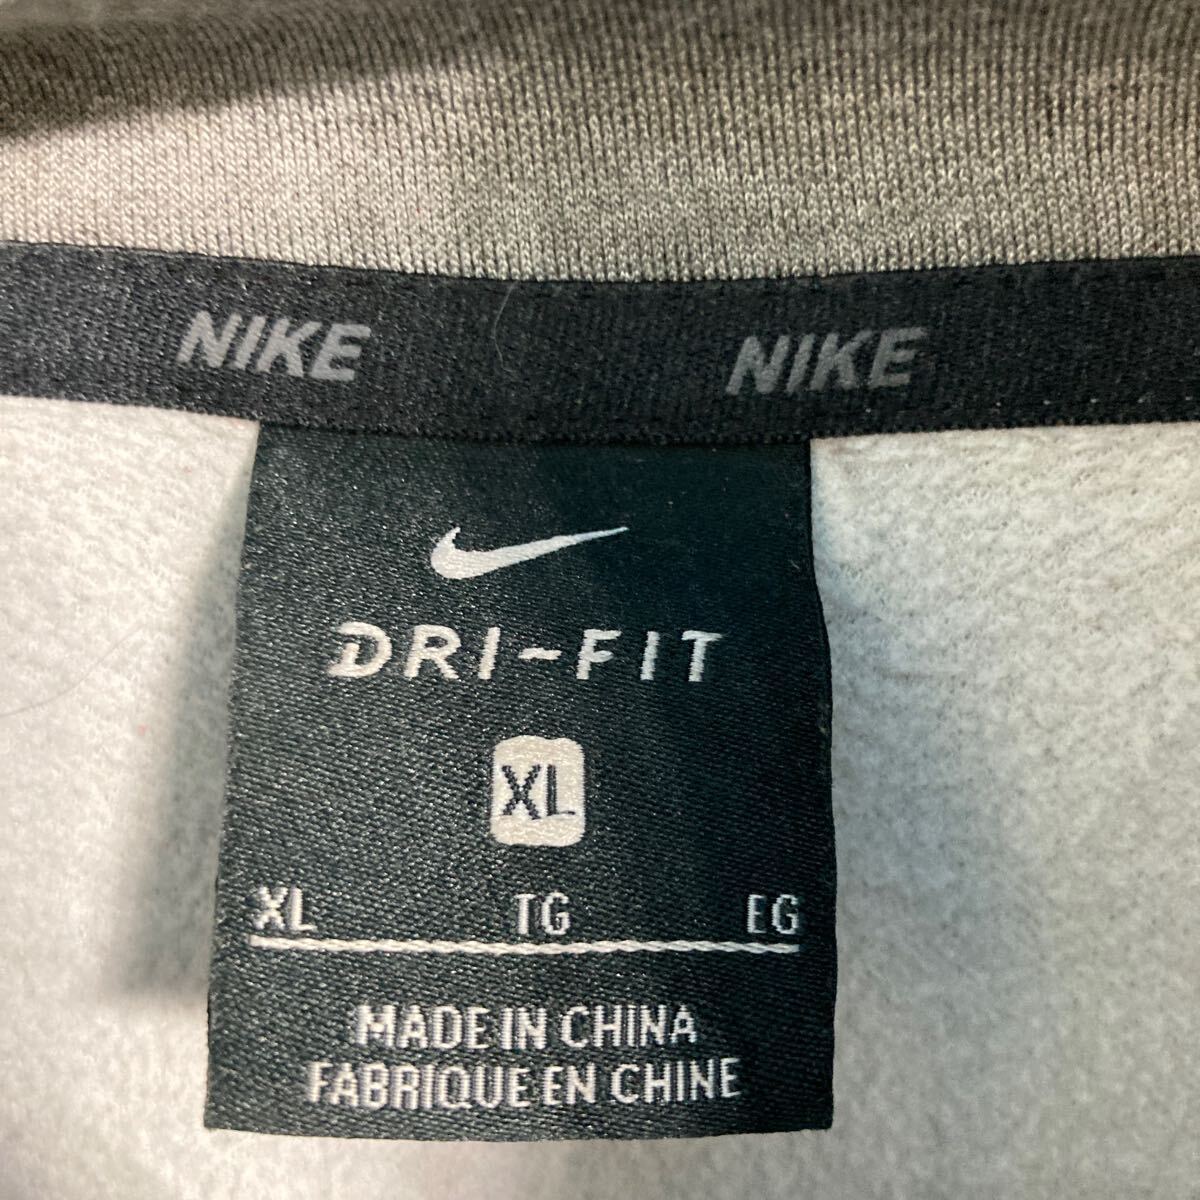 NIKE NIKE
DRI-FIT
XL
XL TG EG
MADE IN CHINA
FABRIQUE EN CHINE